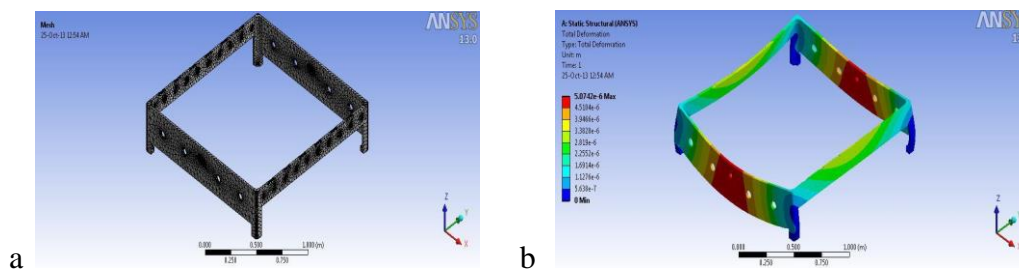 Mesh
25-Oct-13 12:54 AM
ANSYS
13.0
Z
Y
X
0.000 0.500 1.000 (m)
0.250 0.750
a
A: Static Structural (ANSYS)
Total Deformation
Type: Total Deformation
Unit: m
Time: 1
25-Oct-13 12:54 AM
5.0742e-6 Max
4.5104e-6
3.9466e-6
3.3828e-6
2.819e-6
2.2552e-6
1.6914e-6
1.1276e-6
5.638e-7
0 Min
ANSYS
Z
Y
X
0.000 0.500 1.000 (m)
0.250 0.750
b